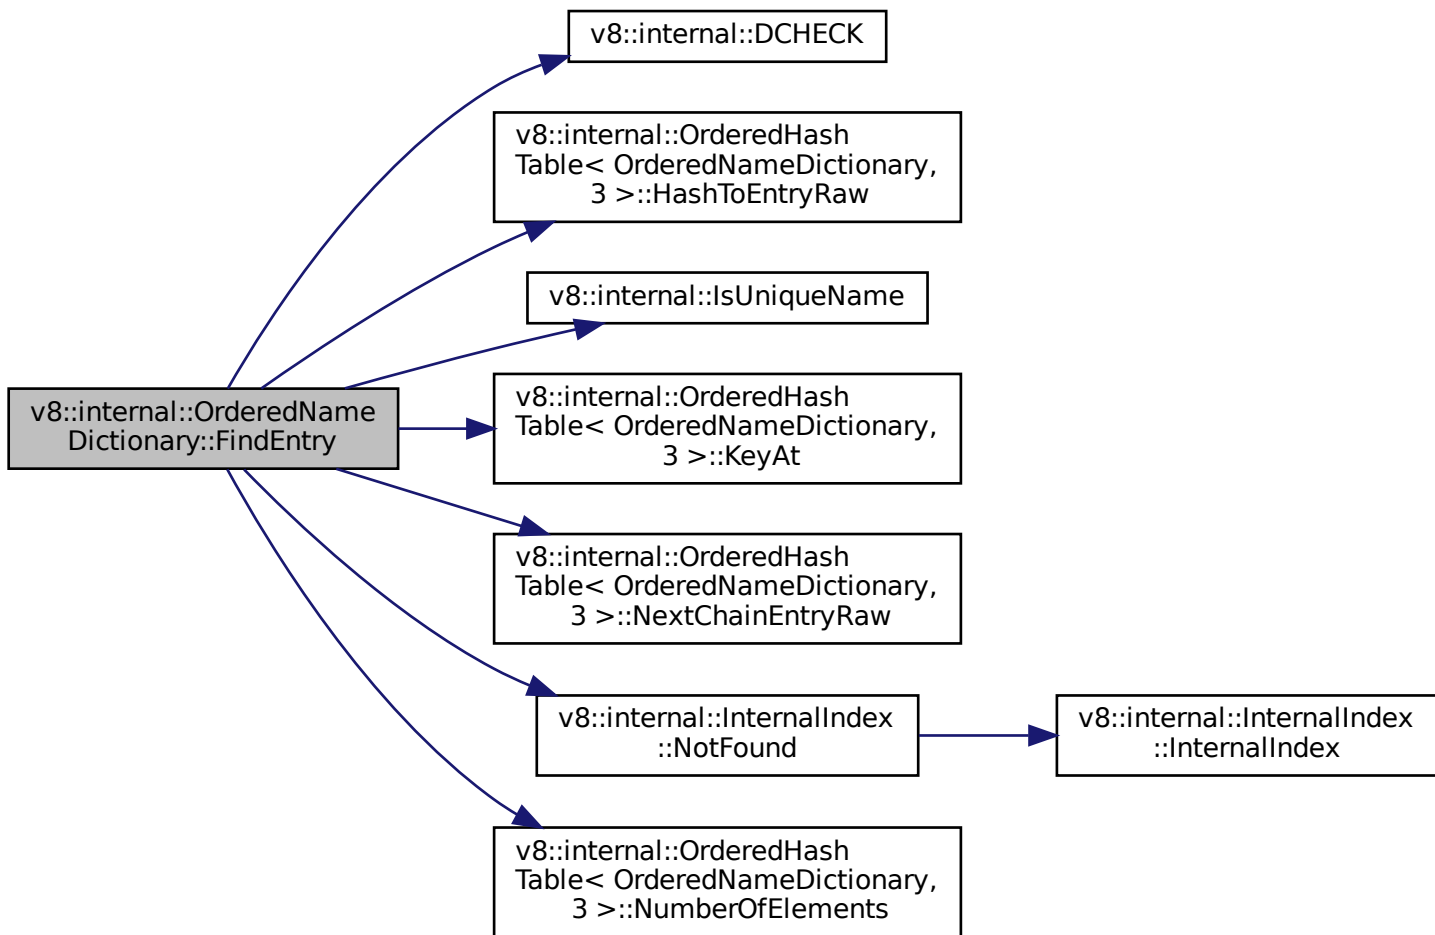 v8::internal::DCHECK
v8::internal::OrderedHash
Table< OrderedNameDictionary,
3 >::HashToEntryRaw
v8::internal::IsUniqueName
v8::internal::OrderedName
Dictionary::FindEntry
v8::internal::OrderedHash
Table< OrderedNameDictionary,
3 >::KeyAt
v8::internal::OrderedHash
Table< OrderedNameDictionary,
3 >::NextChainEntryRaw
v8::internal::InternalIndex
::NotFound
v8::internal::InternalIndex
::InternalIndex
v8::internal::OrderedHash
Table< OrderedNameDictionary,
3 >::NumberOfElements